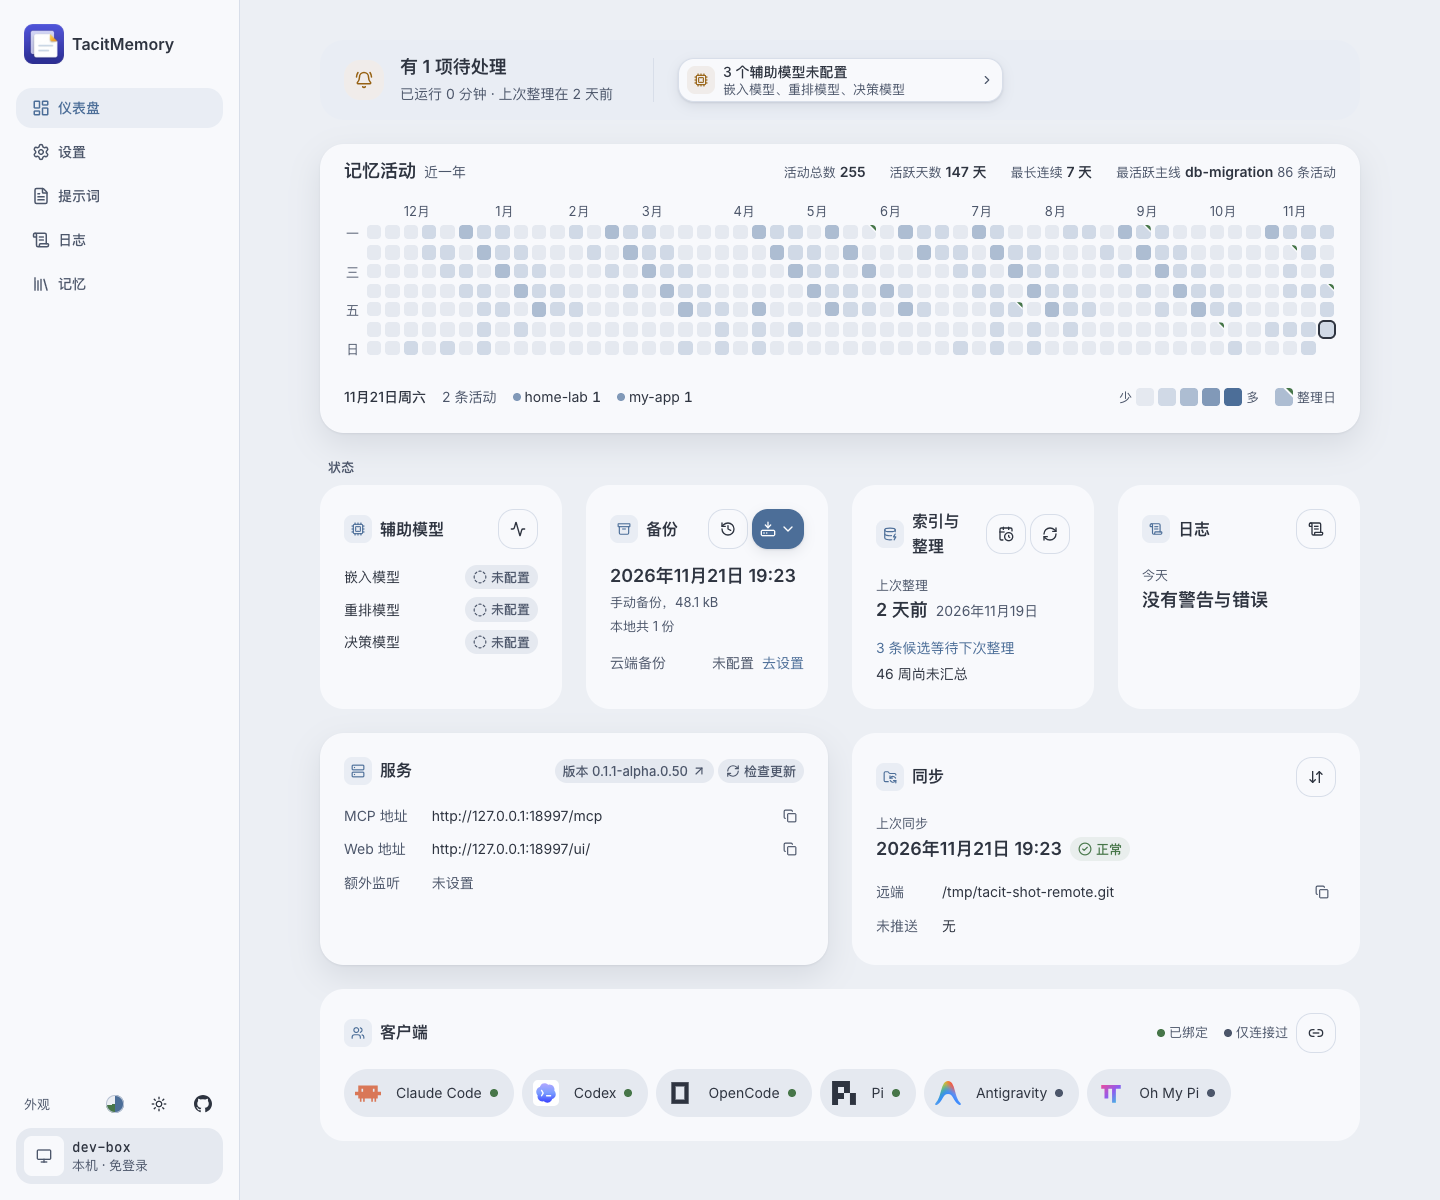 TacitMemory
仪表盘
设置
提示词
日志
记忆
外观
dev-box
本机 · 免登录
有 1 项待处理
已运行 0 分钟 · 上次整理在 2 天前
3 个辅助模型未配置
嵌入模型、重排模型、决策模型
记忆活动 近一年
活动总数 255 活跃天数 147 天 最长连续 7 天 最活跃主线 db-migration 86 条活动
12月 1月 2月 3月 4月 5月 6月 7月 8月 9月 10月 11月
一
三
五
日
11月21日周六 2 条活动 home-lab 1 my-app 1
少 多 整理日
状态
辅助模型
嵌入模型 未配置
重排模型 未配置
决策模型 未配置
备份
2026年11月21日 19:23
手动备份，48.1 kB
本地共 1 份
云端备份 未配置 去设置
索引与
整理
上次整理
2 天前 2026年11月19日
3 条候选等待下次整理
46 周尚未汇总
日志
今天
没有警告与错误
服务 版本 0.1.1-alpha.0.50 检查更新
MCP 地址 http://127.0.0.1:18997/mcp
Web 地址 http://127.0.0.1:18997/ui/
额外监听 未设置
同步
上次同步
2026年11月21日 19:23 正常
远端 /tmp/tacit-shot-remote.git
未推送 无
客户端 已绑定 仅连接过
Claude Code Codex OpenCode Pi Antigravity Oh My Pi